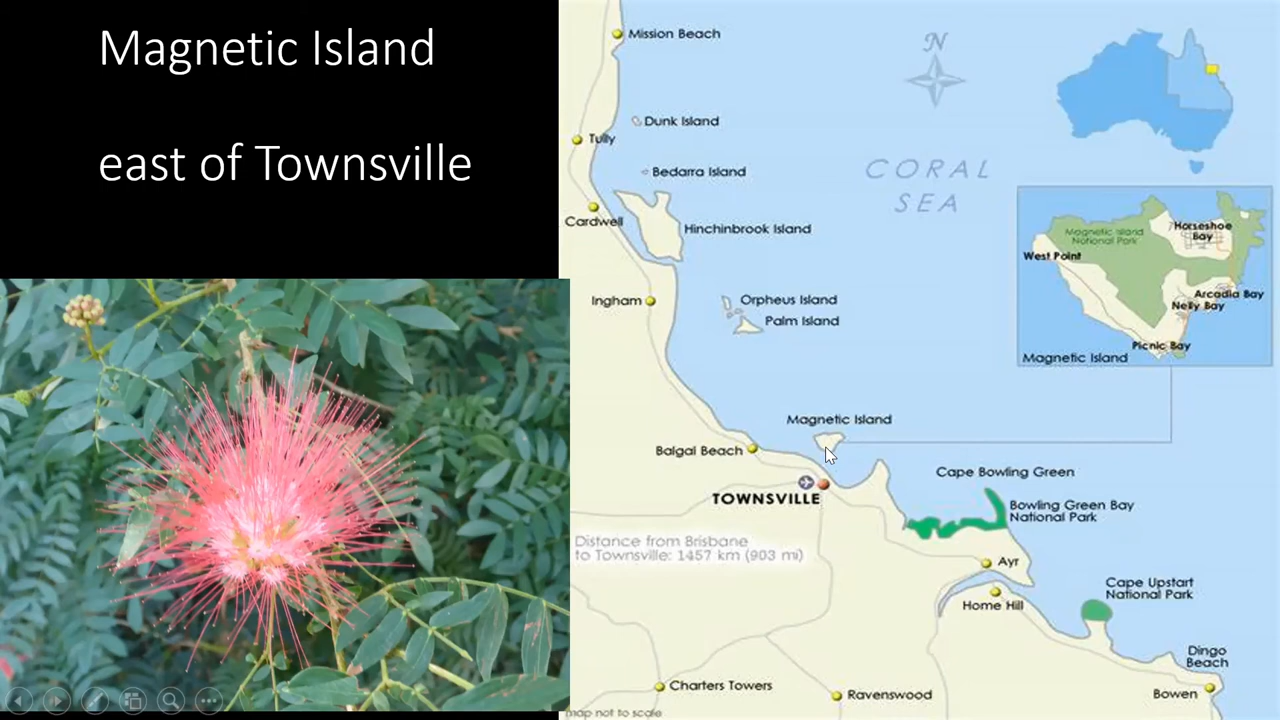 Magnetic Island
east of Townsville
Mission Beach
N
Dunk Island
Tully
CORAL
SEA
Bedarra Island
Cardwell
Hinchinbrook Island
Magnetic Island
National Park
Horseshoe
Bay
West Point
Arcadia Bay
Nelly Bay
Picnic Bay
Magnetic Island
Ingham
Orpheus Island
Palm Island
Magnetic Island
Balgal Beach
Cape Bowling Green
TOWNSVILLE
Bowling Green Bay
National Park
Distance from Brisbane
to Townsville: 1457 km (903 mi)
Ayr
Cape Upstart
National Park
Home Hill
Dingo
Beach
Charters Towers
Ravenswood
Bowen
map not to scale